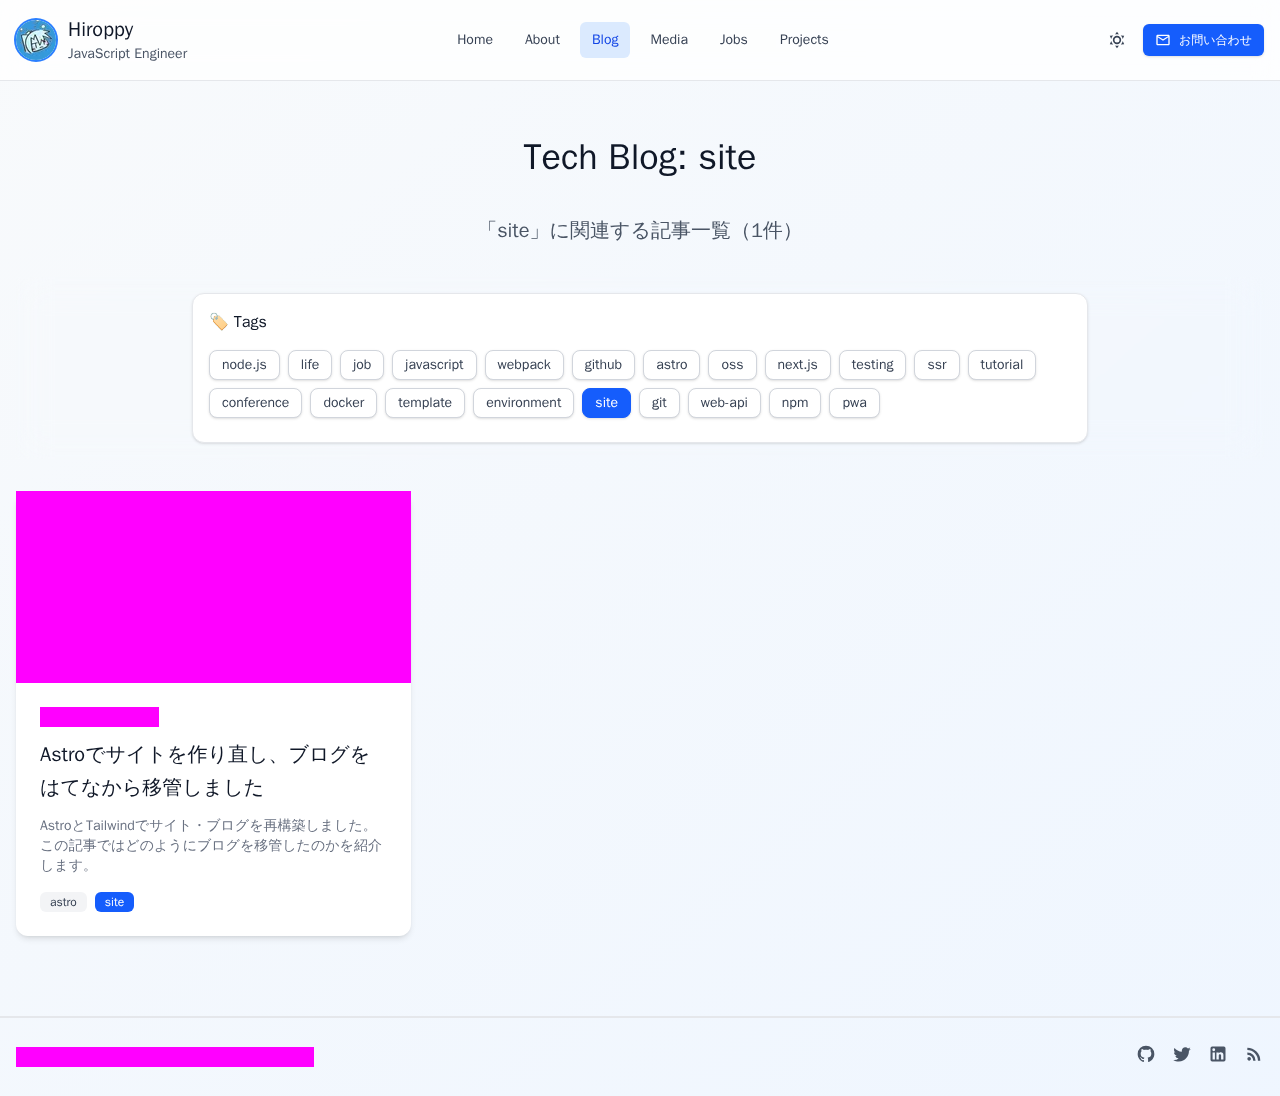 Hiroppy
JavaScript Engineer
Home About Blog Media Jobs Projects
お問い合わせ
Tech Blog: site
「site」に関連する記事一覧（1件）
🏷️ Tags
node.js life job javascript webpack github astro oss next.js testing ssr tutorial
conference docker template environment site git web-api npm pwa
Astroでサイトを作り直し、ブログを
はてなから移管しました
AstroとTailwindでサイト・ブログを再構築しました。
この記事ではどのようにブログを移管したのかを紹介
します。
astro site